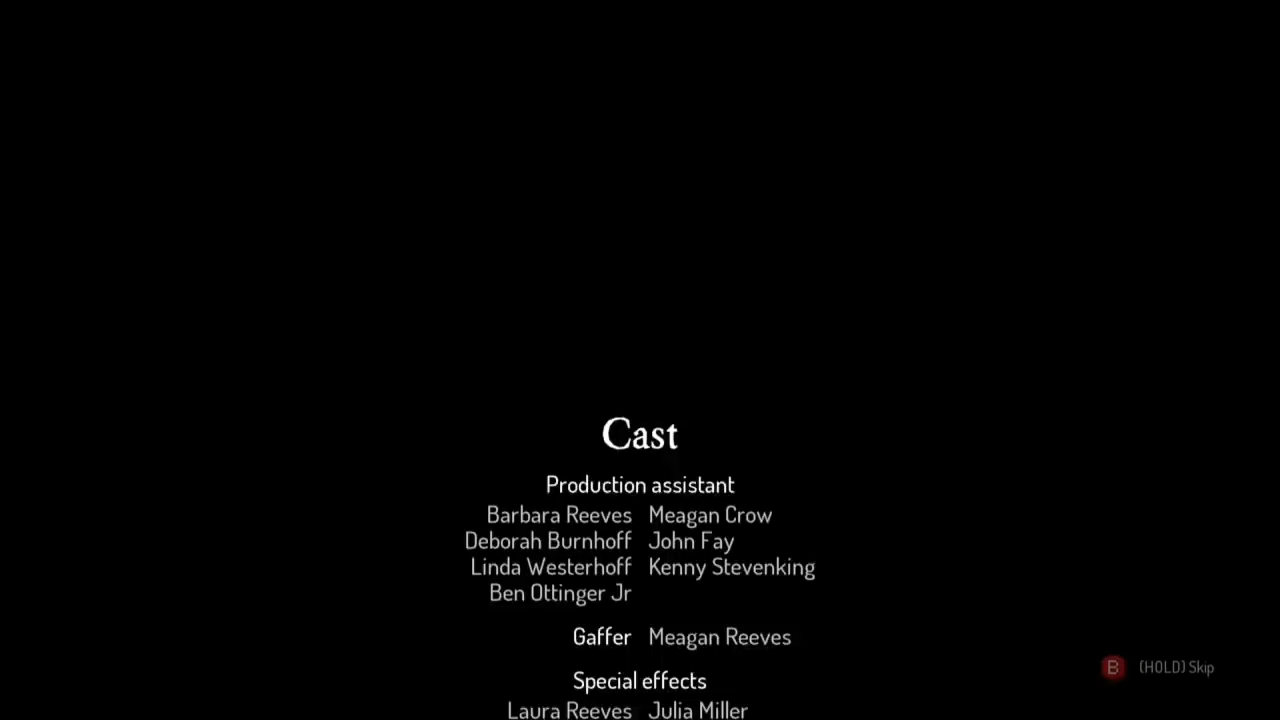 Cast
Production assistant
Barbara Reeves Meagan Crow
Deborah Burnhoff John Fay
Linda Westerhoff Kenny Stevenking
Ben Ottinger Jr
Gaffer Meagan Reeves
Special effects
Laura Reeves Julia Miller
B [HOLD] Skip